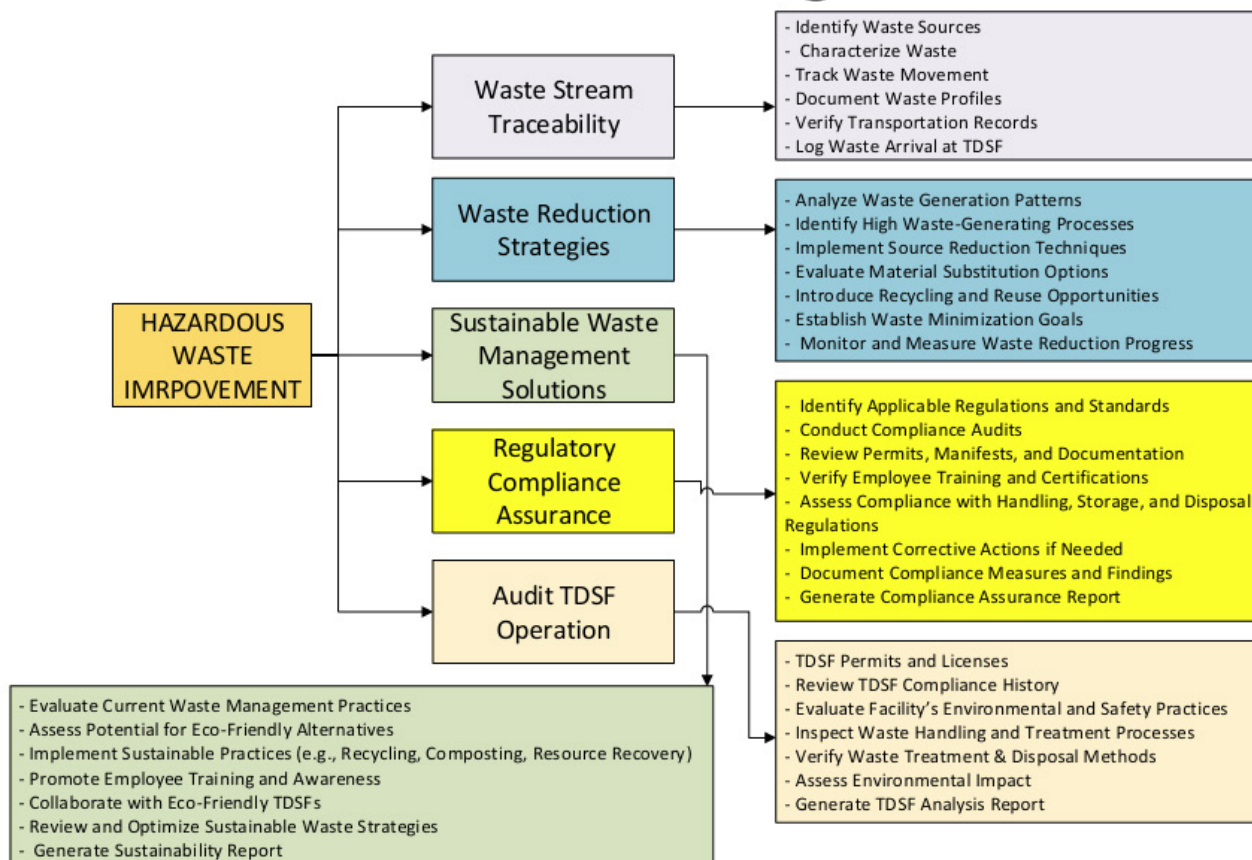 HAZARDOUS
WASTE
IMRPOVEMENT
Waste Stream
Traceability
- Identify Waste Sources
- Characterize Waste
- Track Waste Movement
- Document Waste Profiles
- Verify Transportation Records
- Log Waste Arrival at TDSF
Waste Reduction
Strategies
- Analyze Waste Generation Patterns
- Identify High Waste-Generating Processes
- Implement Source Reduction Techniques
- Evaluate Material Substitution Options
- Introduce Recycling and Reuse Opportunities
- Establish Waste Minimization Goals
- Monitor and Measure Waste Reduction Progress
Sustainable Waste
Management
Solutions
Regulatory
Compliance
Assurance
- Identify Applicable Regulations and Standards
- Conduct Compliance Audits
- Review Permits, Manifests, and Documentation
- Verify Employee Training and Certifications
- Assess Compliance with Handling, Storage, and Disposal
Regulations
- Implement Corrective Actions if Needed
- Document Compliance Measures and Findings
- Generate Compliance Assurance Report
Audit TDSF
Operation
- TDSF Permits and Licenses
- Review TDSF Compliance History
- Evaluate Facility’s Environmental and Safety Practices
- Inspect Waste Handling and Treatment Processes
- Verify Waste Treatment & Disposal Methods
- Assess Environmental Impact
- Generate TDSF Analysis Report
- Evaluate Current Waste Management Practices
- Assess Potential for Eco-Friendly Alternatives
- Implement Sustainable Practices (e.g., Recycling, Composting, Resource Recovery)
- Promote Employee Training and Awareness
- Collaborate with Eco-Friendly TDSFs
- Review and Optimize Sustainable Waste Strategies
- Generate Sustainability Report